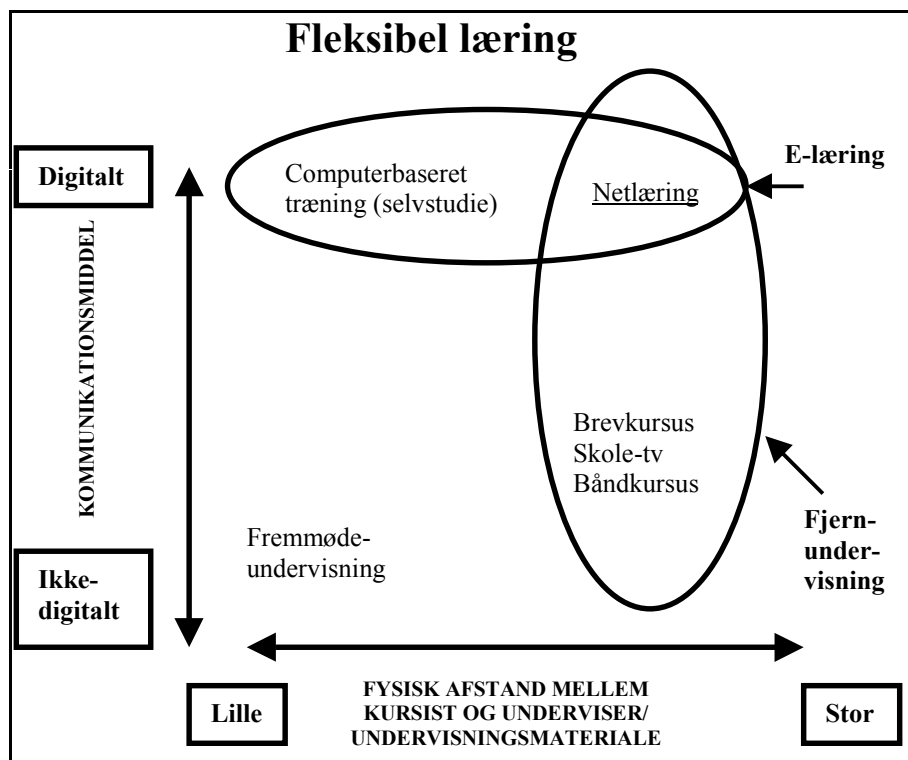 Fleksibel læring
E-læring
Digitalt
Computerbaseret
træning (selvstudie)
Netlæring
KOMMUNIKATIONSMIDDEL
Brevkursus
Skole-tv
Båndkursus
Fjern-
under-
visning
Fremmøde-
undervisning
Ikke-
digitalt
Lille
FYSISK AFSTAND MELLEM
KURSIST OG UNDERVISER/
UNDERVISNINGSMATERIALE
Stor